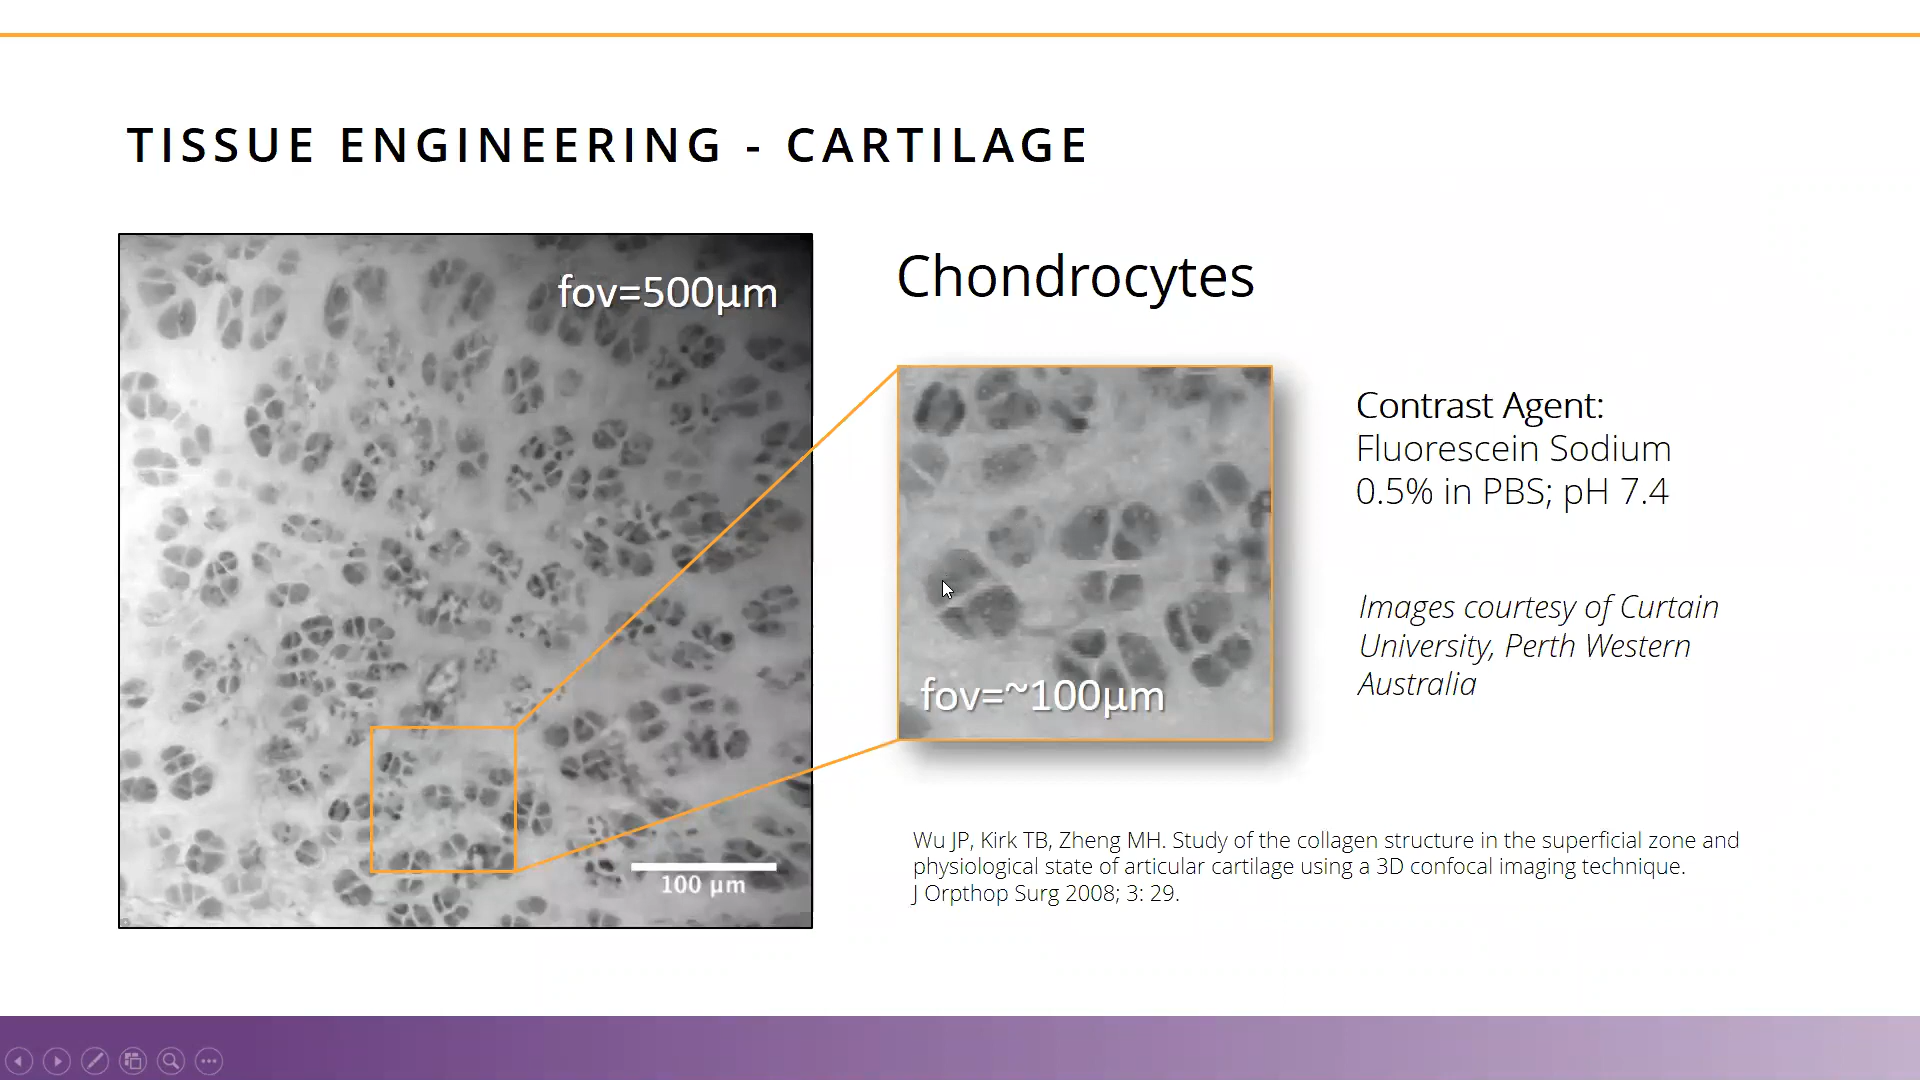 TISSUE ENGINEERING - CARTILAGE
fov=500µm
100 µm
Chondrocytes
fov=~100µm
Contrast Agent:
Fluorescein Sodium
0.5% in PBS; pH 7.4
Images courtesy of Curtain
University, Perth Western
Australia
Wu JP, Kirk TB, Zheng MH. Study of the collagen structure in the superficial zone and
physiological state of articular cartilage using a 3D confocal imaging technique.
J Orpthop Surg 2008; 3: 29.